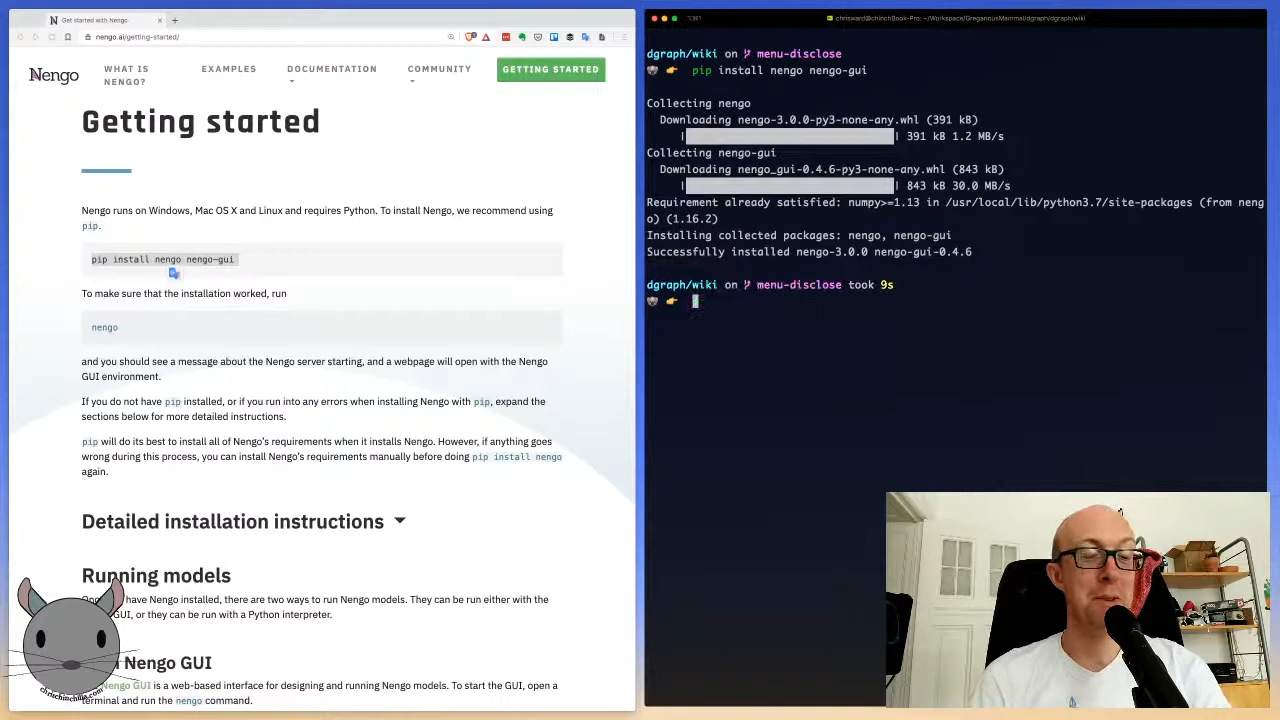 Get started with Nengo
nengo.ai/getting-started/
Nengo
WHAT IS
NENGO?
EXAMPLES
DOCUMENTATION
COMMUNITY
GETTING STARTED
Getting started
Nengo runs on Windows, Mac OS X and Linux and requires Python. To install Nengo, we recommend using
pip.
pip install nengo nengo-gui
To make sure that the installation worked, run
nengo
and you should see a message about the Nengo server starting, and a webpage will open with the Nengo
GUI environment.
If you do not have pip installed, or if you run into any errors when installing Nengo with pip, expand the
sections below for more detailed instructions.
pip will do its best to install all of Nengo's requirements when it installs Nengo. However, if anything goes
wrong during this process, you can install Nengo's requirements manually before doing pip install nengo
again.
Detailed installation instructions
Running models
have Nengo installed, there are two ways to run Nengo models. They can be run either with the
GUI, or they can be run with a Python interpreter.
Nengo GUI
Nengo GUI is a web-based interface for designing and running Nengo models. To start the GUI, open a
terminal and run the nengo command.
chrischinchilla.com
⌥⌘1
chrisward@chinchBook-Pro: ~/Workspace/GregariousMammal/dgraph/dgraph/wiki
dgraph/wiki on menu-disclose
pip install nengo nengo-gui
Collecting nengo
Downloading nengo-3.0.0-py3-none-any.whl (391 kB)
| | 391 kB 1.2 MB/s
Collecting nengo-gui
Downloading nengo_gui-0.4.6-py3-none-any.whl (843 kB)
| | 843 kB 30.0 MB/s
Requirement already satisfied: numpy>=1.13 in /usr/local/lib/python3.7/site-packages (from neng
o) (1.16.2)
Installing collected packages: nengo, nengo-gui
Successfully installed nengo-3.0.0 nengo-gui-0.4.6
dgraph/wiki on menu-disclose took 9s